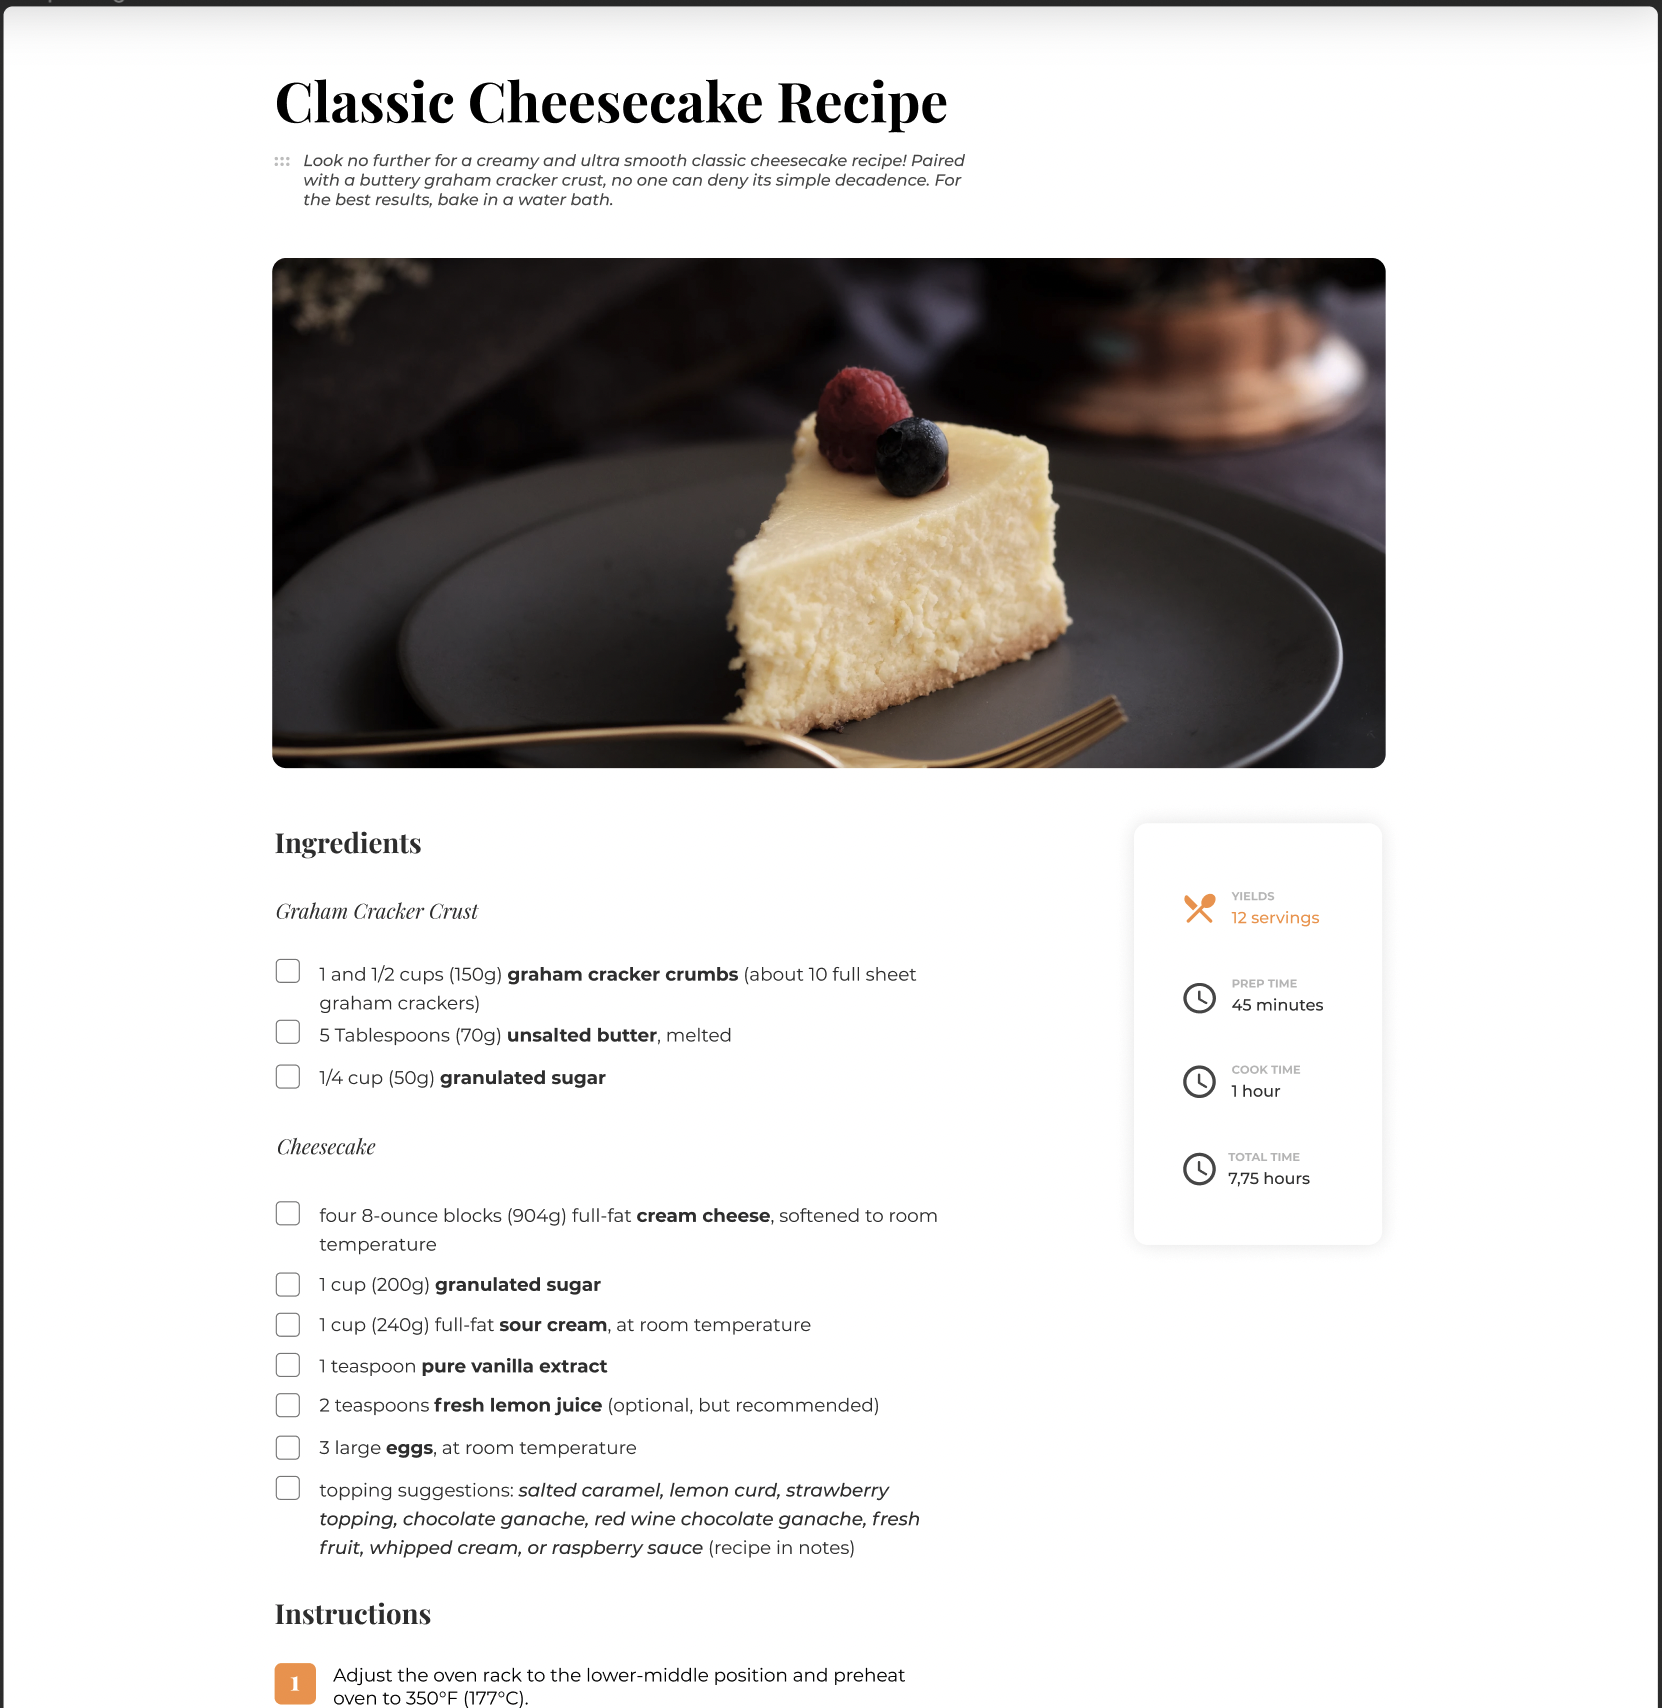 Classic Cheesecake Recipe
Look no further for a creamy and ultra smooth classic cheesecake recipe! Paired
with a buttery graham cracker crust, no one can deny its simple decadence. For
the best results, bake in a water bath.
Ingredients
Graham Cracker Crust
1 and 1/2 cups (150g) graham cracker crumbs (about 10 full sheet
graham crackers)
5 Tablespoons (70g) unsalted butter, melted
1/4 cup (50g) granulated sugar
Cheesecake
four 8-ounce blocks (904g) full-fat cream cheese, softened to room
temperature
1 cup (200g) granulated sugar
1 cup (240g) full-fat sour cream, at room temperature
1 teaspoon pure vanilla extract
2 teaspoons fresh lemon juice (optional, but recommended)
3 large eggs, at room temperature
topping suggestions: salted caramel, lemon curd, strawberry
topping, chocolate ganache, red wine chocolate ganache, fresh
fruit, whipped cream, or raspberry sauce (recipe in notes)
YIELDS
12 servings
PREP TIME
45 minutes
COOK TIME
1 hour
TOTAL TIME
7,75 hours
Instructions
1 Adjust the oven rack to the lower-middle position and preheat
oven to 350°F (177°C).